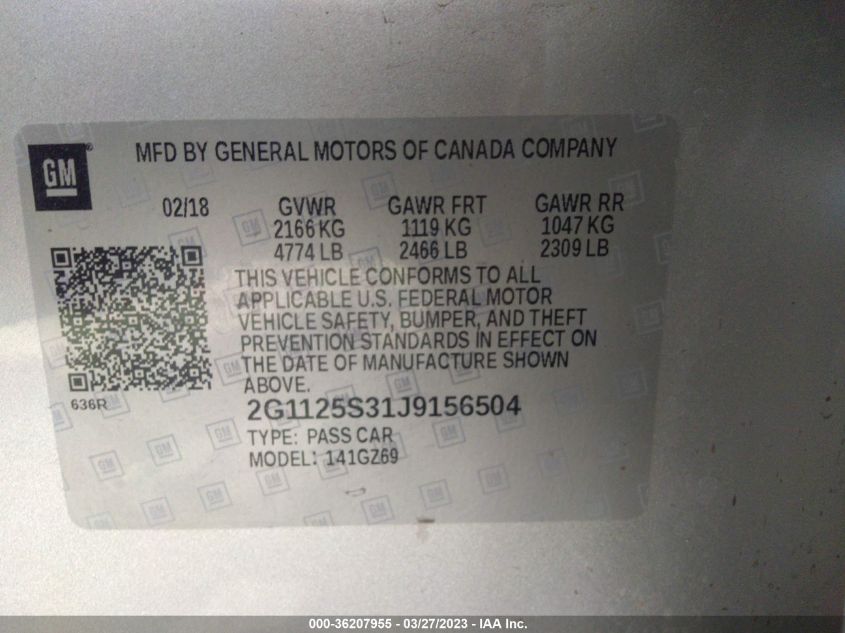 GM
MFD BY GENERAL MOTORS OF CANADA COMPANY
02/18 GVWR GAWR FRT GAWR RR
2166 KG 1119 KG 1047 KG
4774 LB 2466 LB 2309 LB
THIS VEHICLE CONFORMS TO ALL
APPLICABLE U.S. FEDERAL MOTOR
VEHICLE SAFETY, BUMPER, AND THEFT
PREVENTION STANDARDS IN EFFECT ON
THE DATE OF MANUFACTURE SHOWN
ABOVE.
636R
2G1125S31J9156504
TYPE: PASS CAR
MODEL: 141GZ69
000-36207955 / 03/27/2023 / IAA Inc.